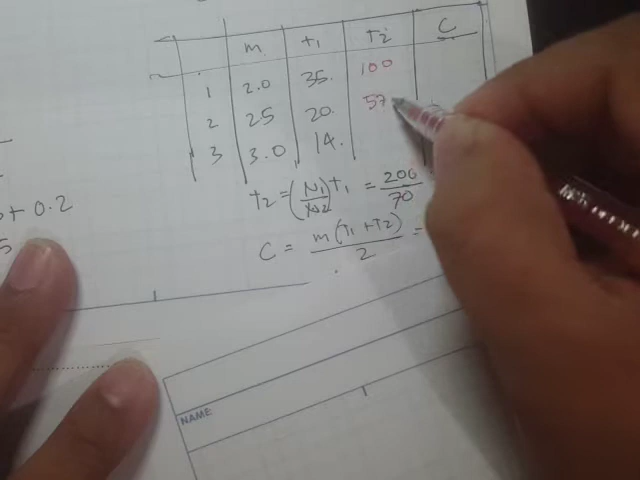 m t1 T2 C
1 2.0 35. 100
2 25 20. 57
3 3.0 14.
T2 = (N1/N2) t1 = 200/70
C = m(T1+T2)/2 =
+ 0.2
5
NAME